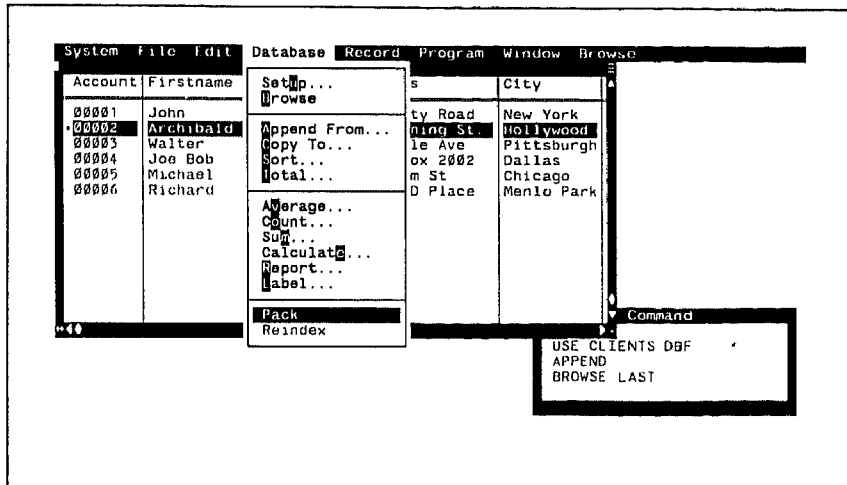 System File Edit Database Record Program Window Browse
Account Firstname s City
00001 John ty Road New York
00002 Archibald ning St. Hollywood
00003 Walter le Ave Pittsburgh
00004 Joe Bob ox 2002 Dallas
00005 Michael m St Chicago
00006 Richard D Place Menlo Park
Setup...
Browse
Append From...
Copy To...
Sort...
Total...
Average...
Count...
Sum...
Calculate...
Report...
Label...
Pack
Reindex
Command
USE CLIENTS DBF
APPEND
BROWSE LAST